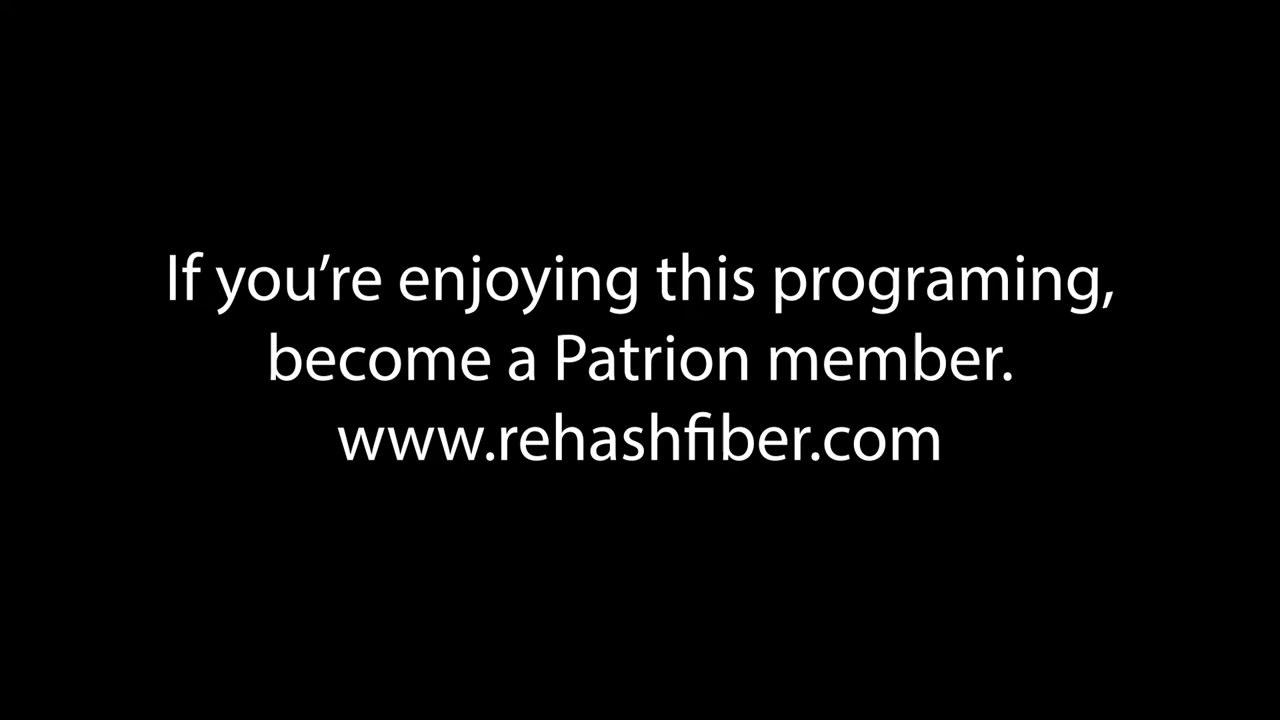 If you’re enjoying this programing,
become a Patrion member.
www.rehashfiber.com